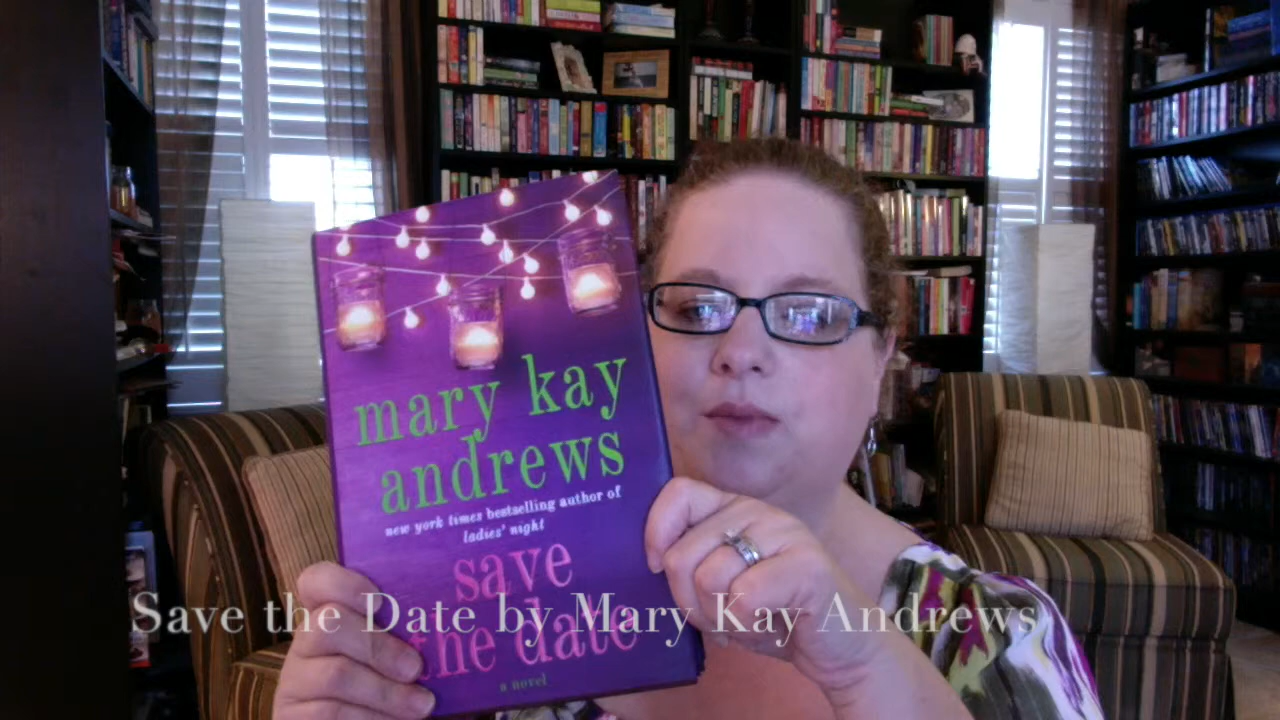 mary kay
andrews
new york times bestselling author of
ladies' night
save
the date
a novel
Save the Date by Mary Kay Andrews